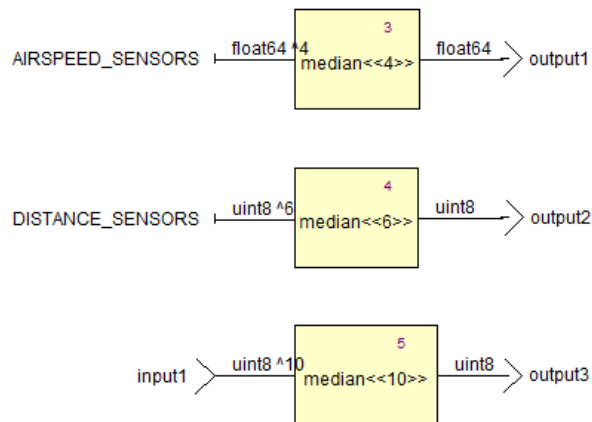 3
AIRSPEED_SENSORS float64 ^4 median<<4>> float64 output1
4
DISTANCE_SENSORS uint8 ^6 median<<6>> uint8 output2
5
input1 uint8 ^10 median<<10>> uint8 output3